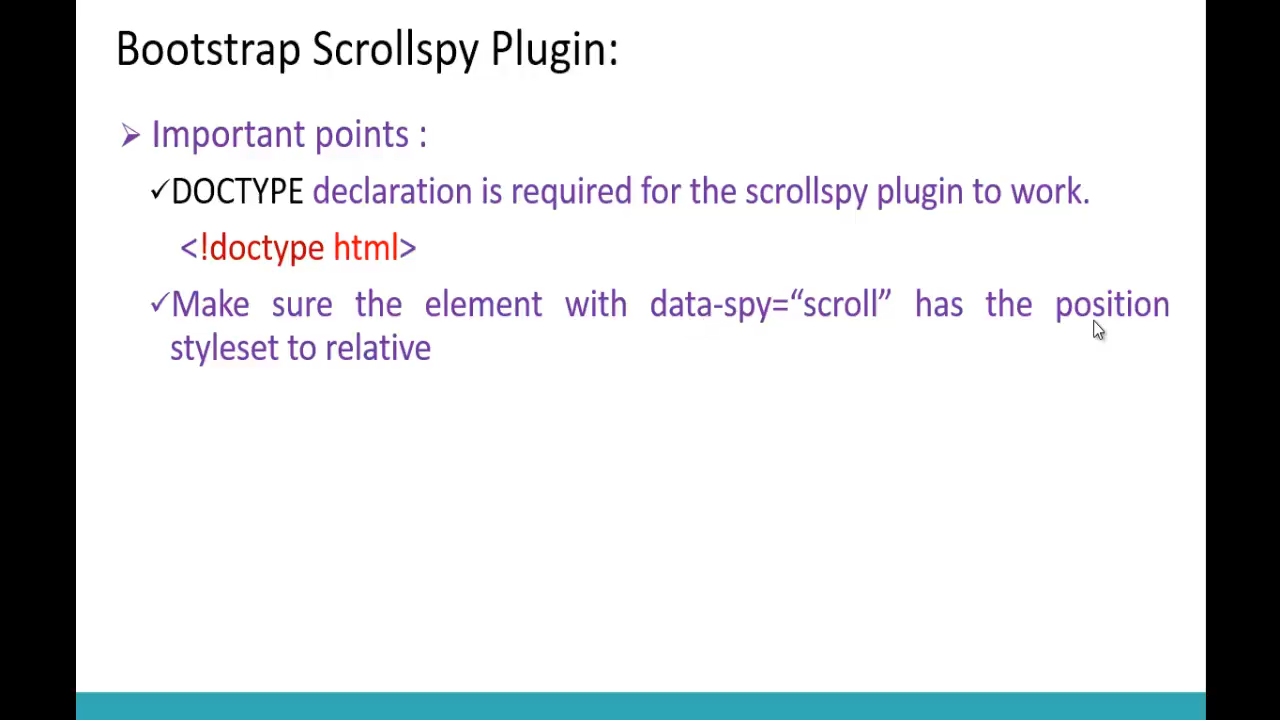 Bootstrap Scrollspy Plugin:
Important points :
DOCTYPE declaration is required for the scrollspy plugin to work.
<!doctype html>
Make sure the element with data-spy=“scroll” has the position
styleset to relative